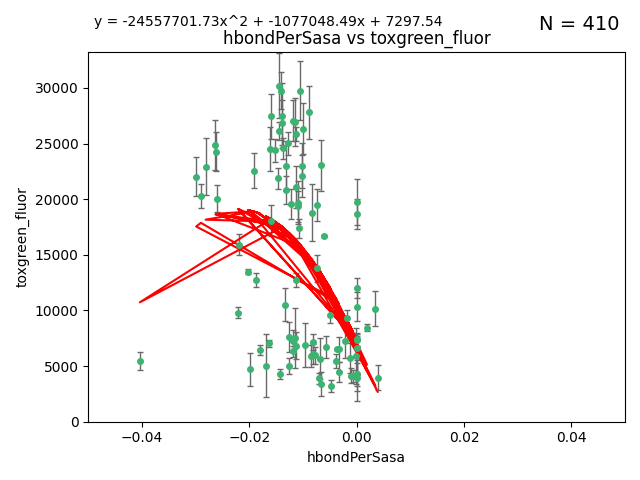 y = -24557701.73x^2 + -1077048.49x + 7297.54
N = 410
hbondPerSasa vs toxgreen_fluor
30000
25000
20000
15000
10000
5000
0
toxgreen_fluor
−0.04
−0.02
0.00
0.02
0.04
hbondPerSasa